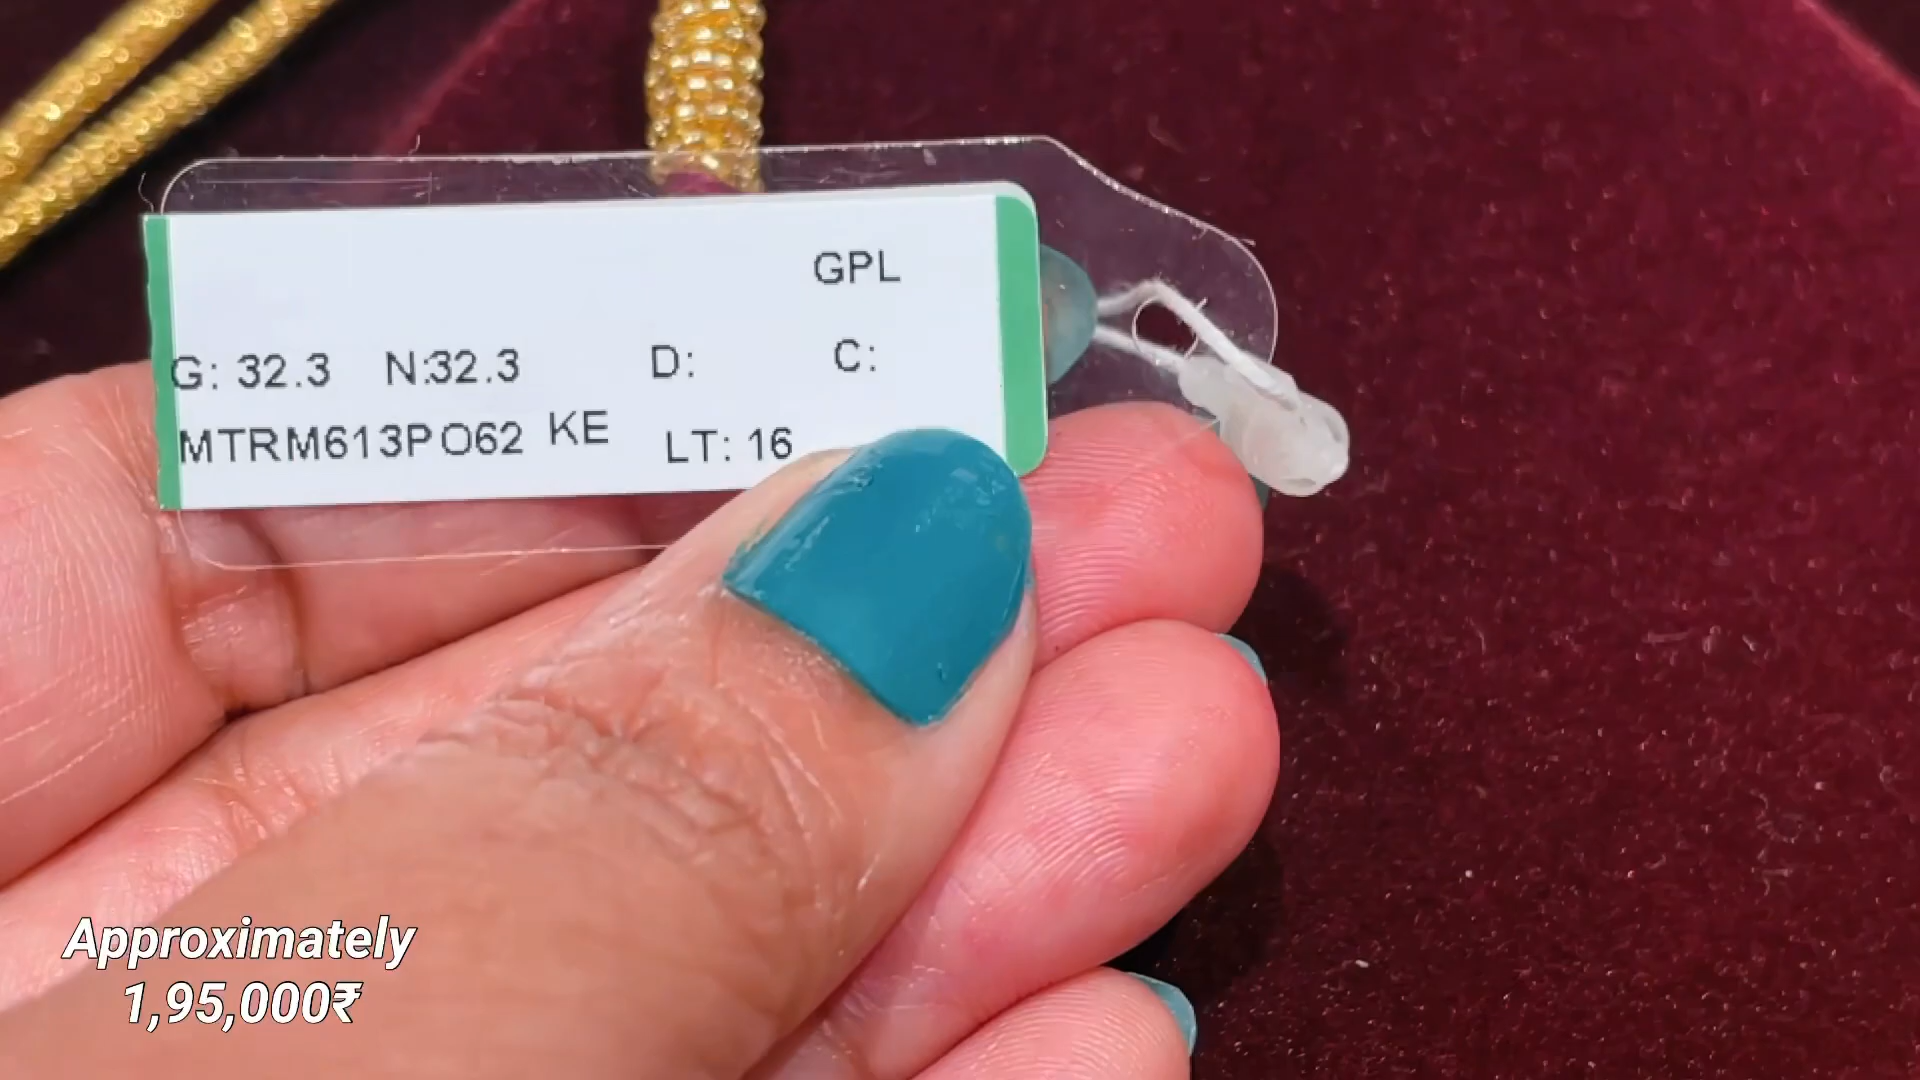 GPL
G: 32.3 N:32.3 D: C:
MTRM613PO62 KE LT: 16
Approximately
1,95,000₹